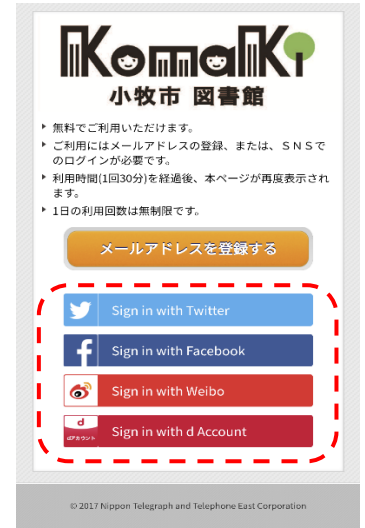 Komaki
小牧市 図書館
無料でご利用いただけます。
ご利用にはメールアドレスの登録、または、ＳＮＳで
のログインが必要です。
利用時間(1回30分)を経過後、本ページが再度表示され
ます。
1日の利用回数は無制限です。
メールアドレスを登録する
Sign in with Twitter
f
Sign in with Facebook
Sign in with Weibo
d
dアカウント
Sign in with d Account
© 2017 Nippon Telegraph and Telephone East Corporation